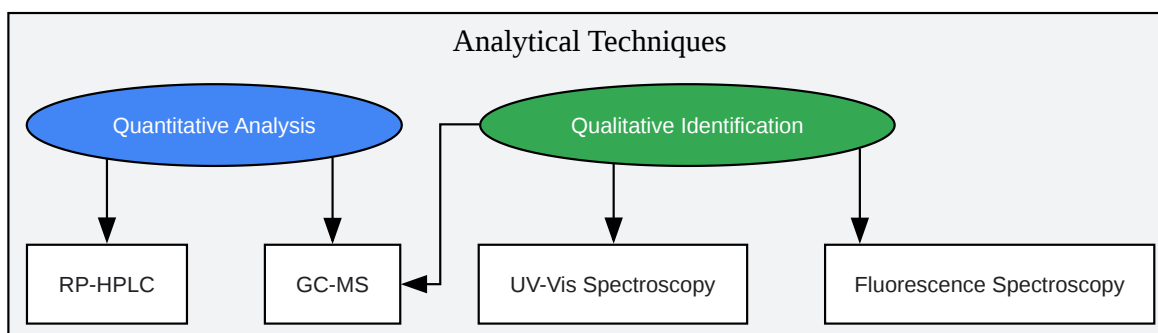 Analytical Techniques
Quantitative Analysis
Qualitative Identification
RP-HPLC
GC-MS
UV-Vis Spectroscopy
Fluorescence Spectroscopy